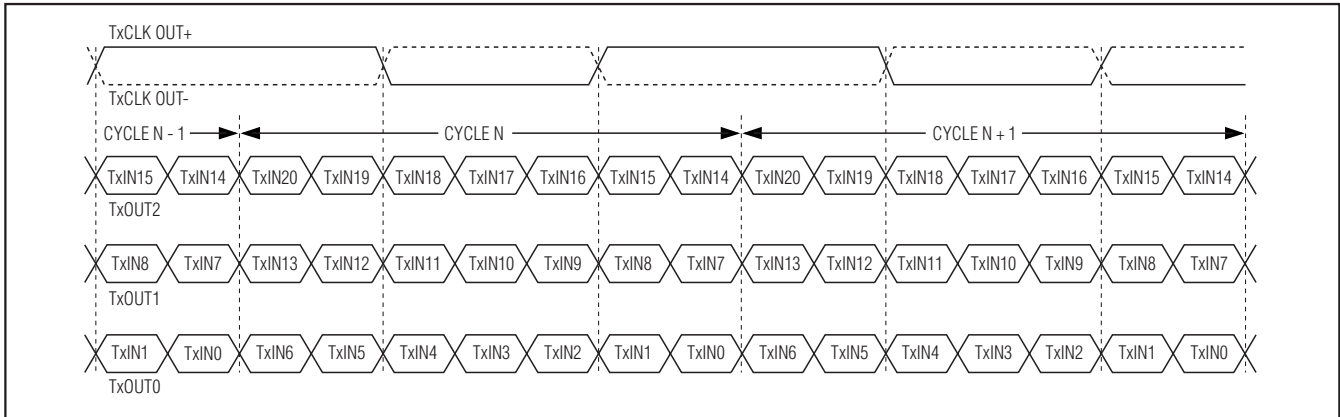 TxCLK OUT+
TxCLK OUT-
CYCLE N - 1 CYCLE N CYCLE N + 1
TxIN15 TxIN14 TxIN20 TxIN19 TxIN18 TxIN17 TxIN16 TxIN15 TxIN14 TxIN20 TxIN19 TxIN18 TxIN17 TxIN16 TxIN15 TxIN14
TxOUT2
TxIN8 TxIN7 TxIN13 TxIN12 TxIN11 TxIN10 TxIN9 TxIN8 TxIN7 TxIN13 TxIN12 TxIN11 TxIN10 TxIN9 TxIN8 TxIN7
TxOUT1
TxIN1 TxIN0 TxIN6 TxIN5 TxIN4 TxIN3 TxIN2 TxIN1 TxIN0 TxIN6 TxIN5 TxIN4 TxIN3 TxIN2 TxIN1 TxIN0
TxOUT0